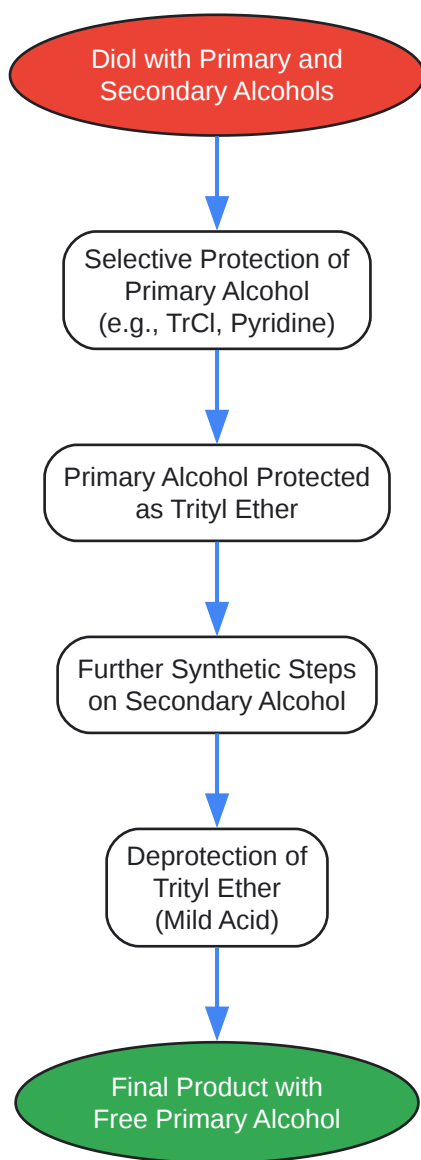 Diol with Primary and
Secondary Alcohols
Selective Protection of
Primary Alcohol
(e.g., TrCl, Pyridine)
Primary Alcohol Protected
as Trityl Ether
Further Synthetic Steps
on Secondary Alcohol
Deprotection of
Trityl Ether
(Mild Acid)
Final Product with
Free Primary Alcohol